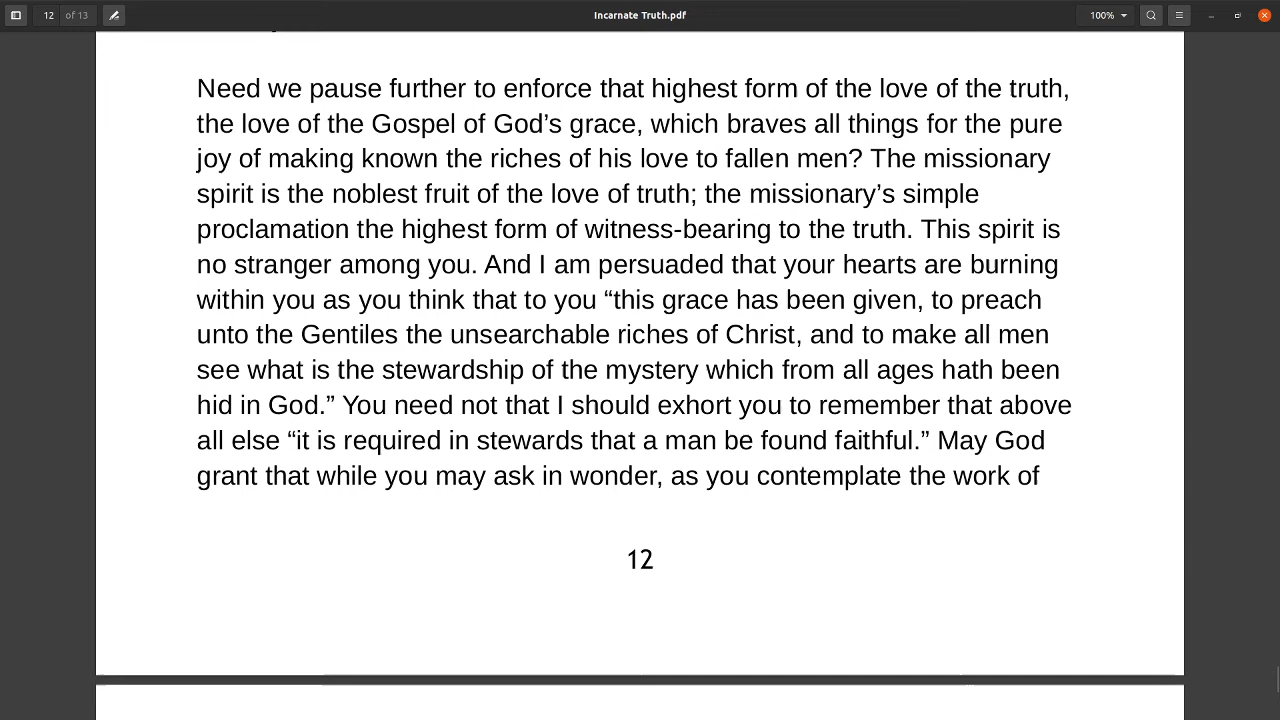 12 of 13
Incarnate Truth.pdf
100%
Need we pause further to enforce that highest form of the love of the truth,
the love of the Gospel of God’s grace, which braves all things for the pure
joy of making known the riches of his love to fallen men? The missionary
spirit is the noblest fruit of the love of truth; the missionary’s simple
proclamation the highest form of witness-bearing to the truth. This spirit is
no stranger among you. And I am persuaded that your hearts are burning
within you as you think that to you “this grace has been given, to preach
unto the Gentiles the unsearchable riches of Christ, and to make all men
see what is the stewardship of the mystery which from all ages hath been
hid in God.” You need not that I should exhort you to remember that above
all else “it is required in stewards that a man be found faithful.” May God
grant that while you may ask in wonder, as you contemplate the work of
12